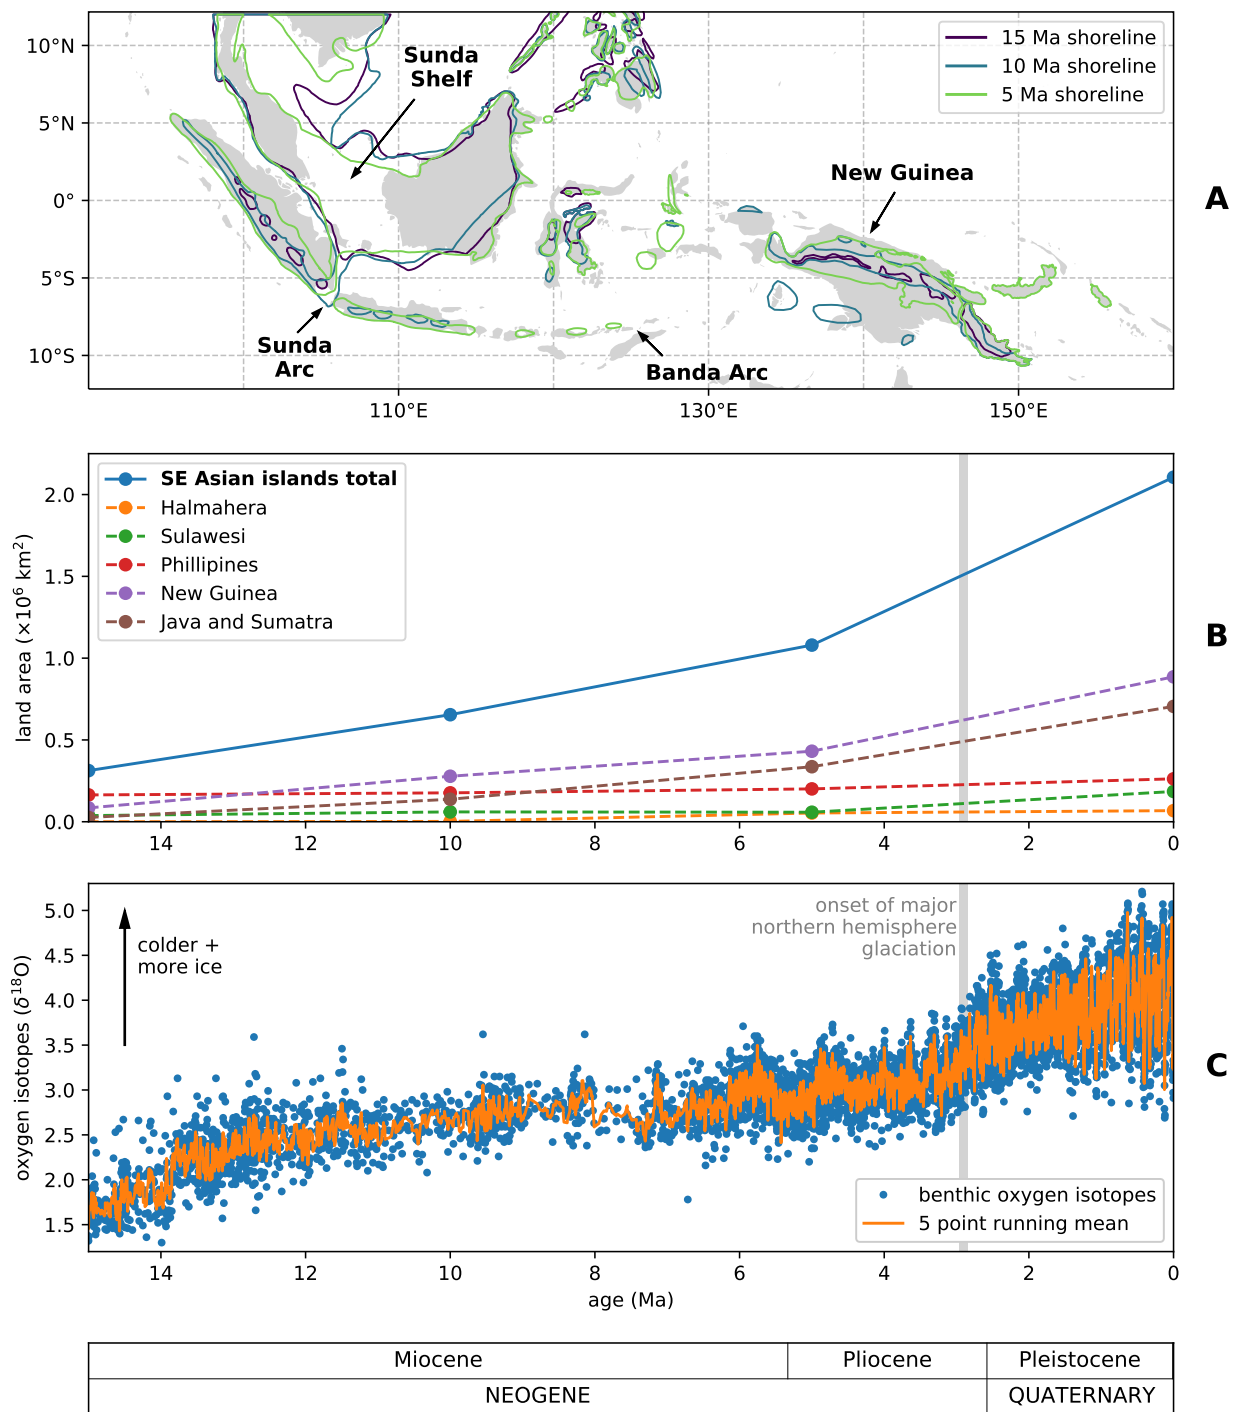 10°N
5°N
0°
5°S
10°S
110°E
130°E
150°E
Sunda
Shelf
New Guinea
Sunda
Arc
Banda Arc
15 Ma shoreline
10 Ma shoreline
5 Ma shoreline
A
land area (×10⁶ km²)
2.0
1.5
1.0
0.5
0.0
SE Asian islands total
Halmahera
Sulawesi
Phillipines
New Guinea
Java and Sumatra
14 12 10 8 6 4 2 0
B
oxygen isotopes (δ¹⁸O)
5.0
4.5
4.0
3.5
3.0
2.5
2.0
1.5
colder +
more ice
onset of major
northern hemisphere
glaciation
benthic oxygen isotopes
5 point running mean
14 12 10 8 6 4 2 0
age (Ma)
C
Miocene Pliocene Pleistocene
NEOGENE QUATERNARY